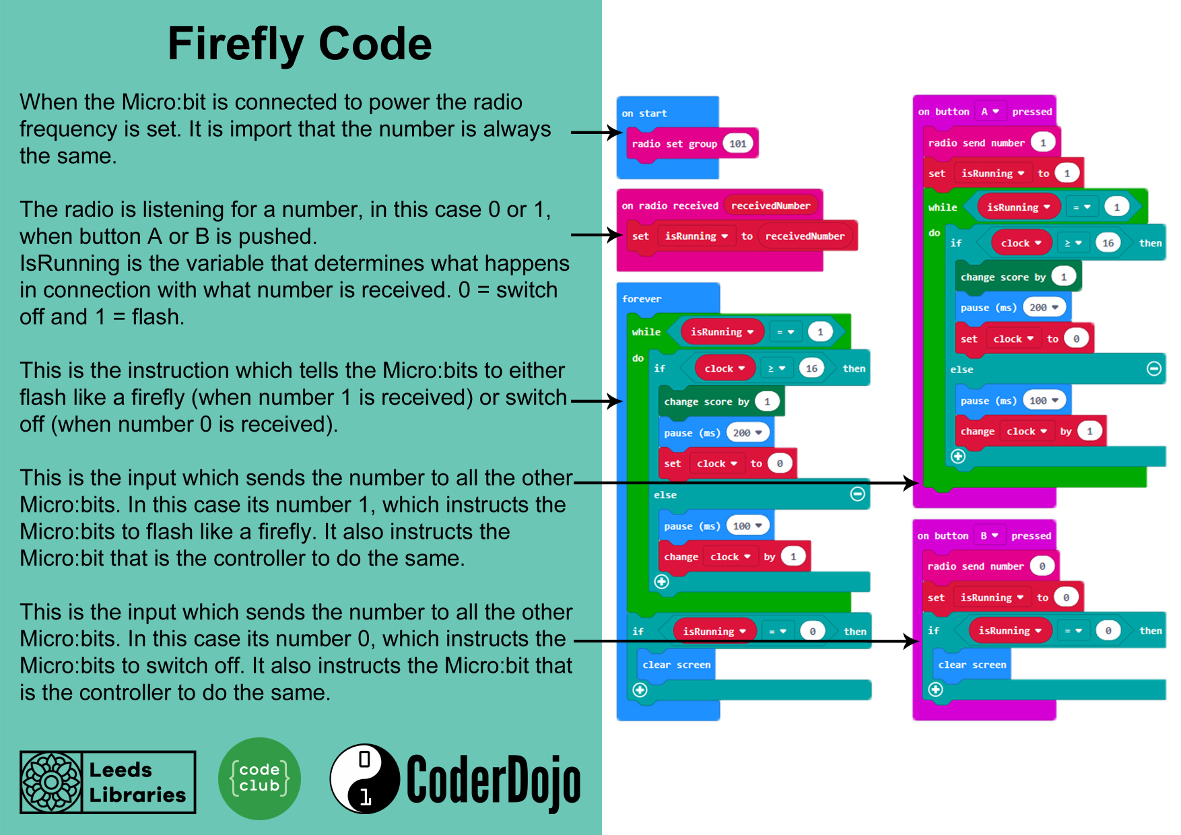 Firefly Code
When the Micro:bit is connected to power the radio
frequency is set. It is import that the number is always
the same.
The radio is listening for a number, in this case 0 or 1,
when button A or B is pushed.
IsRunning is the variable that determines what happens
in connection with what number is received. 0 = switch
off and 1 = flash.
This is the instruction which tells the Micro:bits to either
flash like a firefly (when number 1 is received) or switch
off (when number 0 is received).
This is the input which sends the number to all the other
Micro:bits. In this case its number 1, which instructs the
Micro:bits to flash like a firefly. It also instructs the
Micro:bit that is the controller to do the same.
This is the input which sends the number to all the other
Micro:bits. In this case its number 0, which instructs the
Micro:bits to switch off. It also instructs the Micro:bit that
is the controller to do the same.
Leeds
Libraries
{code
club}
0
1
CoderDojo
on start
radio set group 101
on radio received receivedNumber
set isRunning to receivedNumber
forever
while isRunning = 1
do
if clock ≥ 16 then
change score by 1
pause (ms) 200
set clock to 0
else
pause (ms) 100
change clock by 1
if isRunning = 0 then
clear screen
on button A pressed
radio send number 1
set isRunning to 1
while isRunning = 1
do
if clock ≥ 16 then
change score by 1
pause (ms) 200
set clock to 0
else
pause (ms) 100
change clock by 1
on button B pressed
radio send number 0
set isRunning to 0
if isRunning = 0 then
clear screen